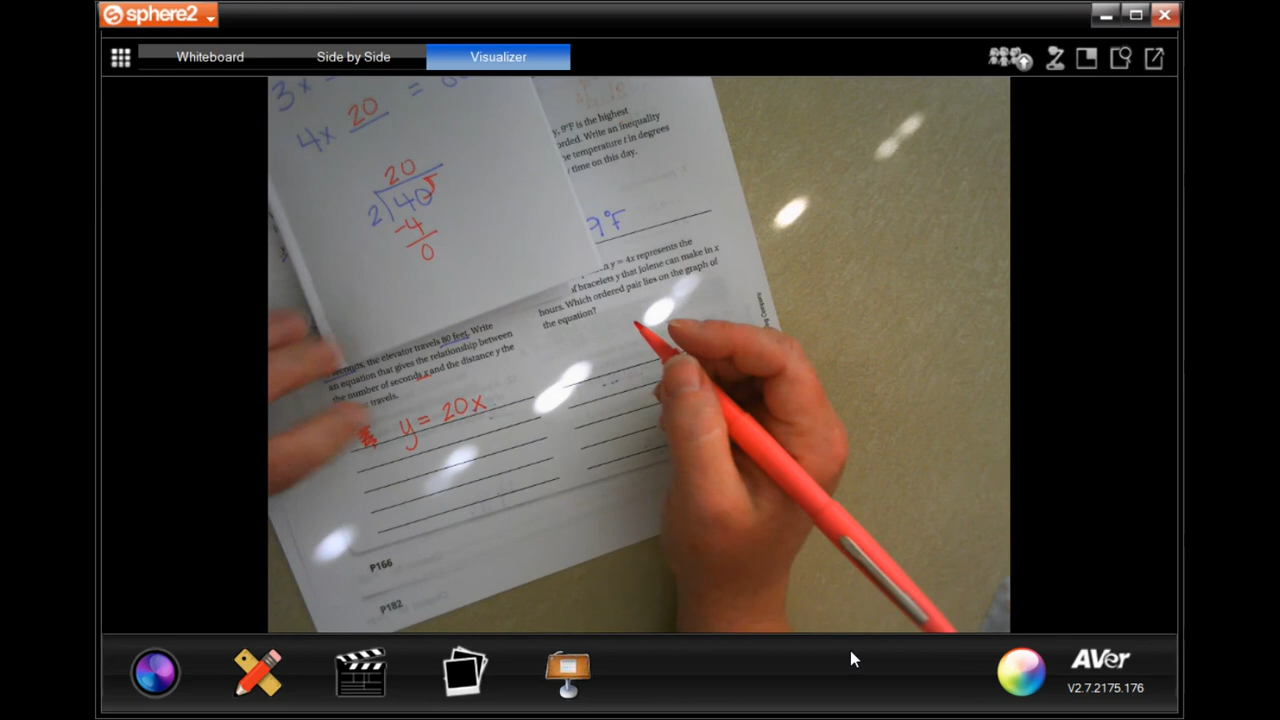 sphere2
Whiteboard Side by Side Visualizer
3x
= 
4x 20
20
2 40
-4
0
y, 9°F is the highest
orded. Write an inequality
he temperature t in degrees
time on this day.
9°F
y = 4x represents the
of bracelets y that Jolene can make in x
hours. Which ordered pair lies on the graph of
the equation?
seconds, the elevator travels 80 feet. Write
an equation that gives the relationship between
the number of seconds x and the distance y the
travels.
y = 20x
P166
P182
AVer
V2.7.2175.176